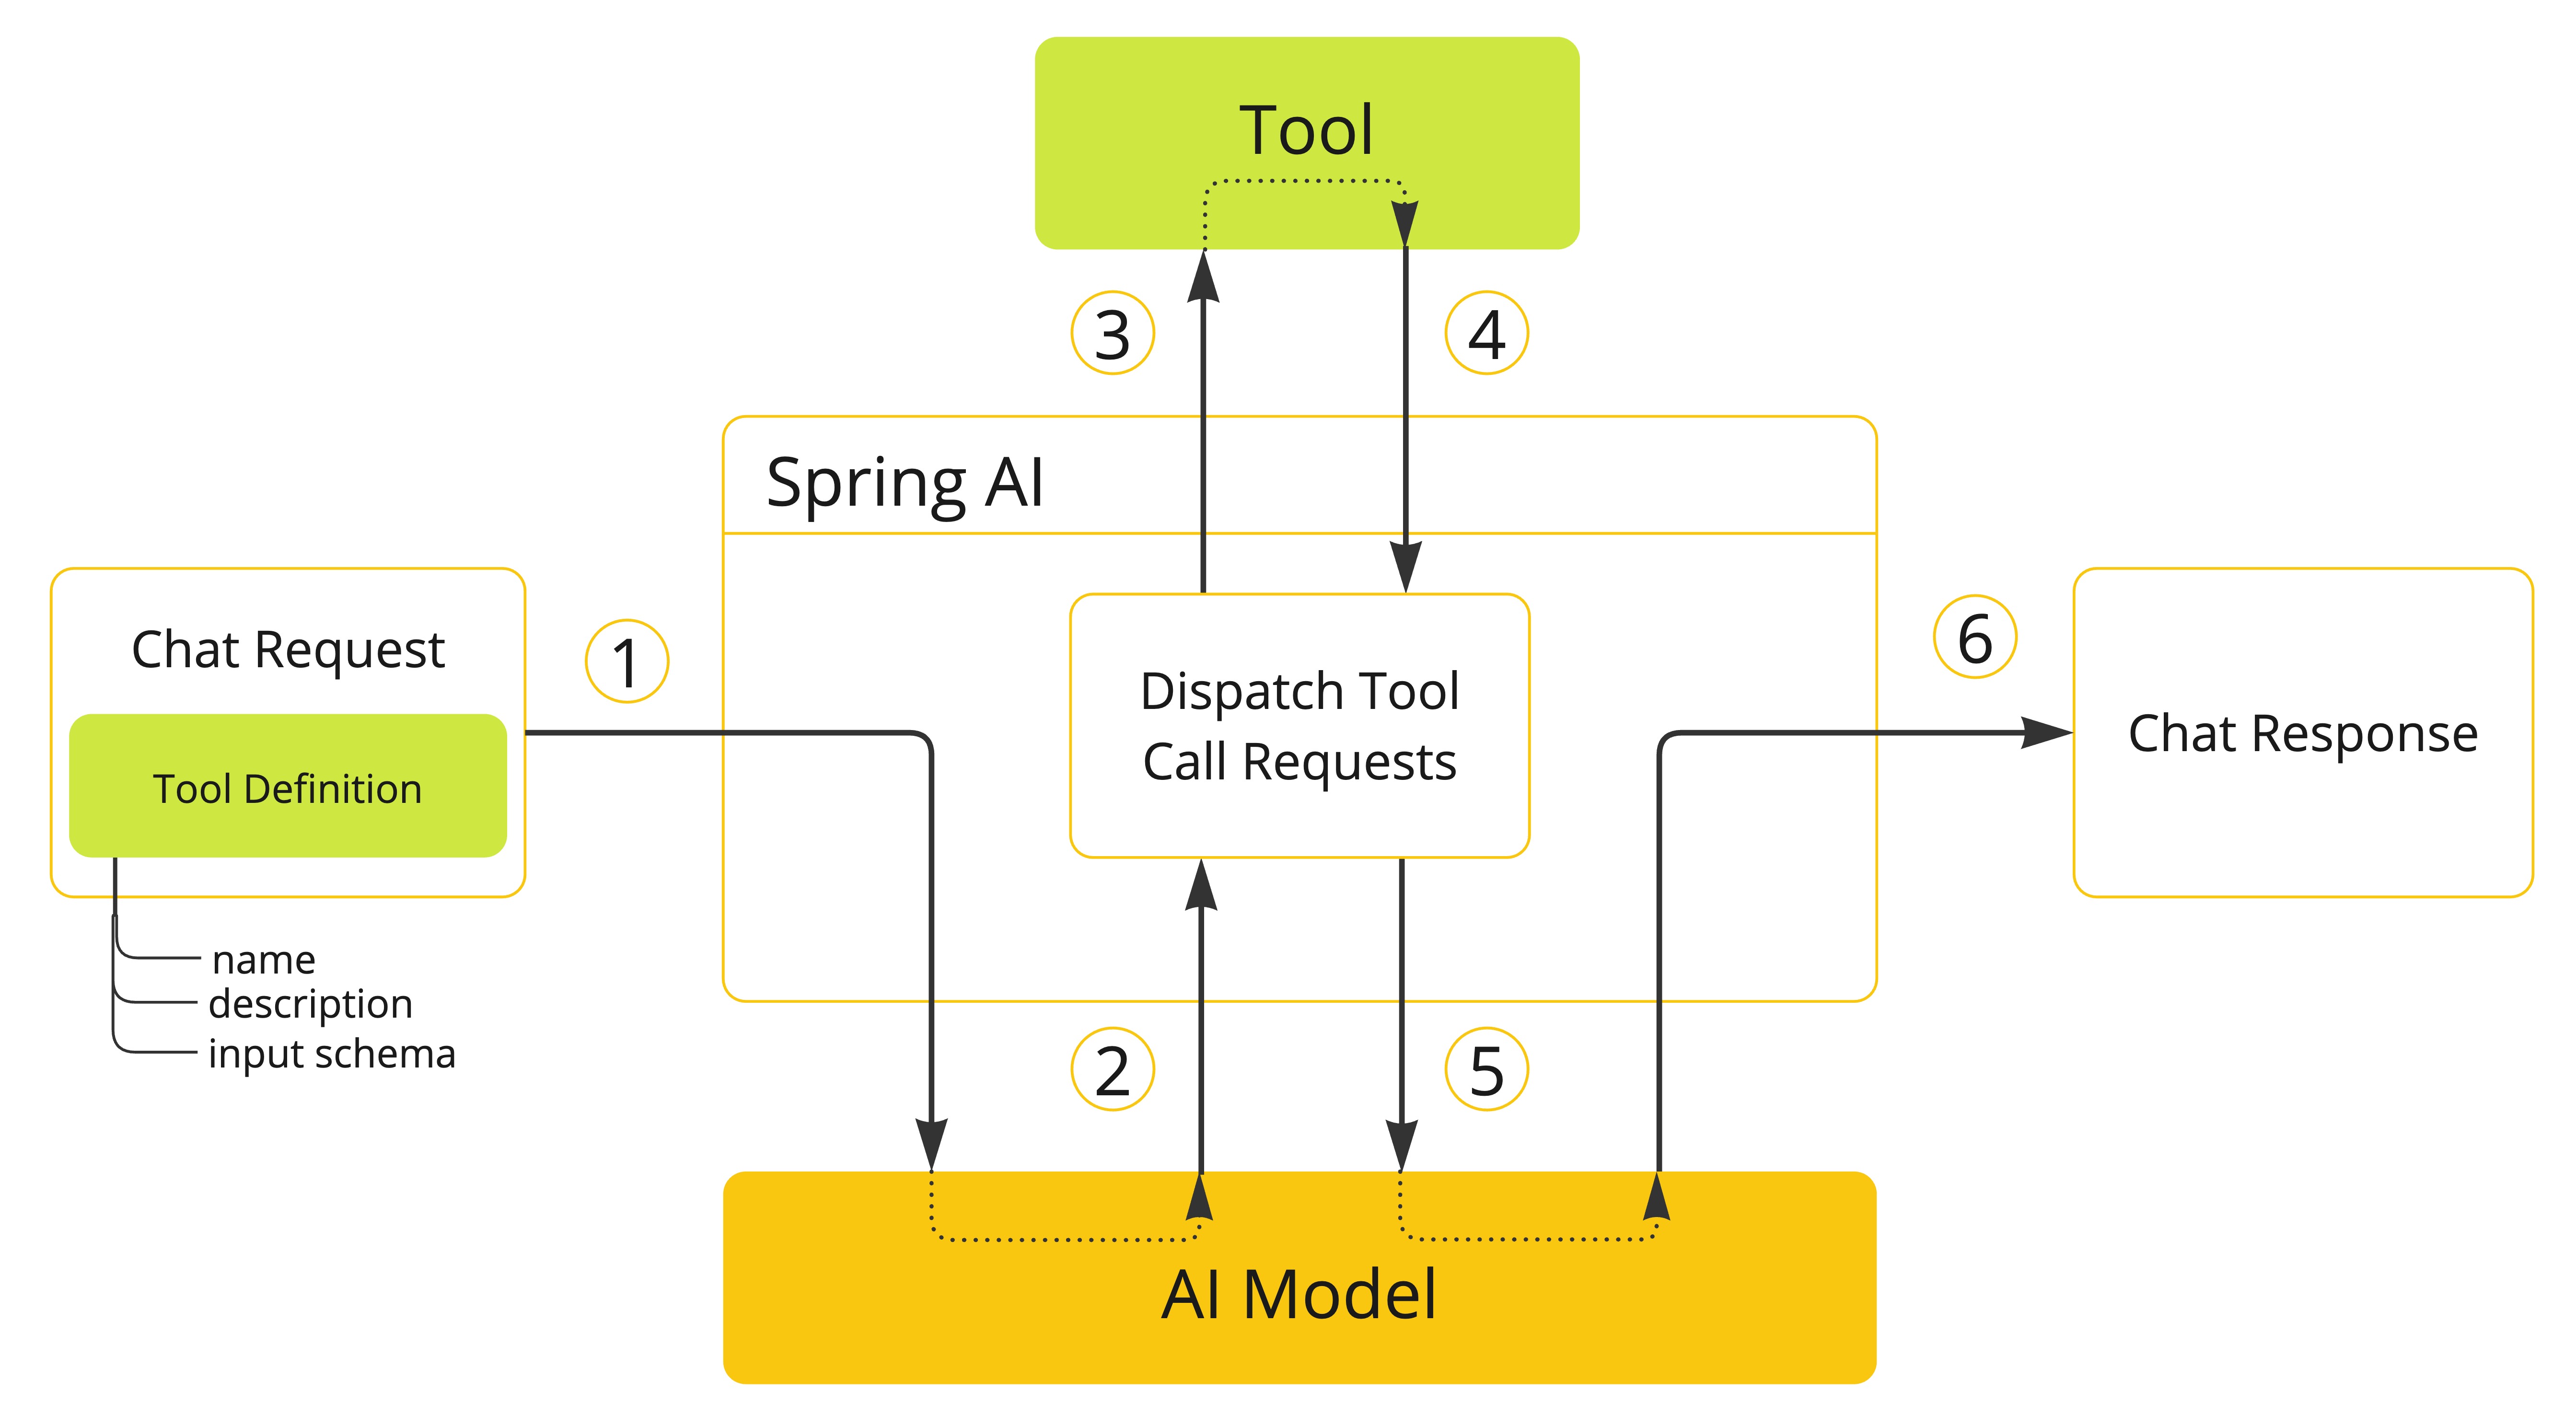 Tool
3
4
Spring AI
Chat Request
Tool Definition
name
description
input schema
1
Dispatch Tool
Call Requests
6
Chat Response
2
5
AI Model